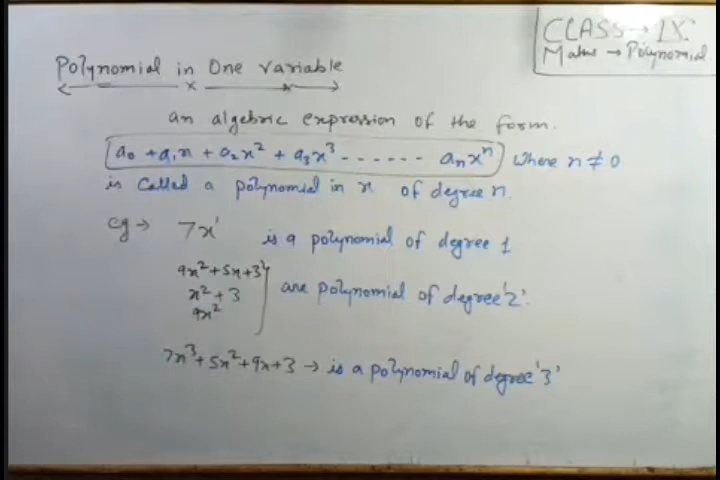 CLASS → IX
Maths → Polynomial
Polynomial in One variable
an algebric expression of the form.
a₀ + a₁x + a₂x² + a₃x³ ------ aₙxⁿ where n ≠ 0
is called a polynomial in x of degree n.
eg → 7x¹ is a polynomial of degree 1
9x² + 5x + 3
x² + 3 are polynomial of degree '2'.
9x²
7x³ + 5x² + 9x + 3 → is a polynomial of degree '3'